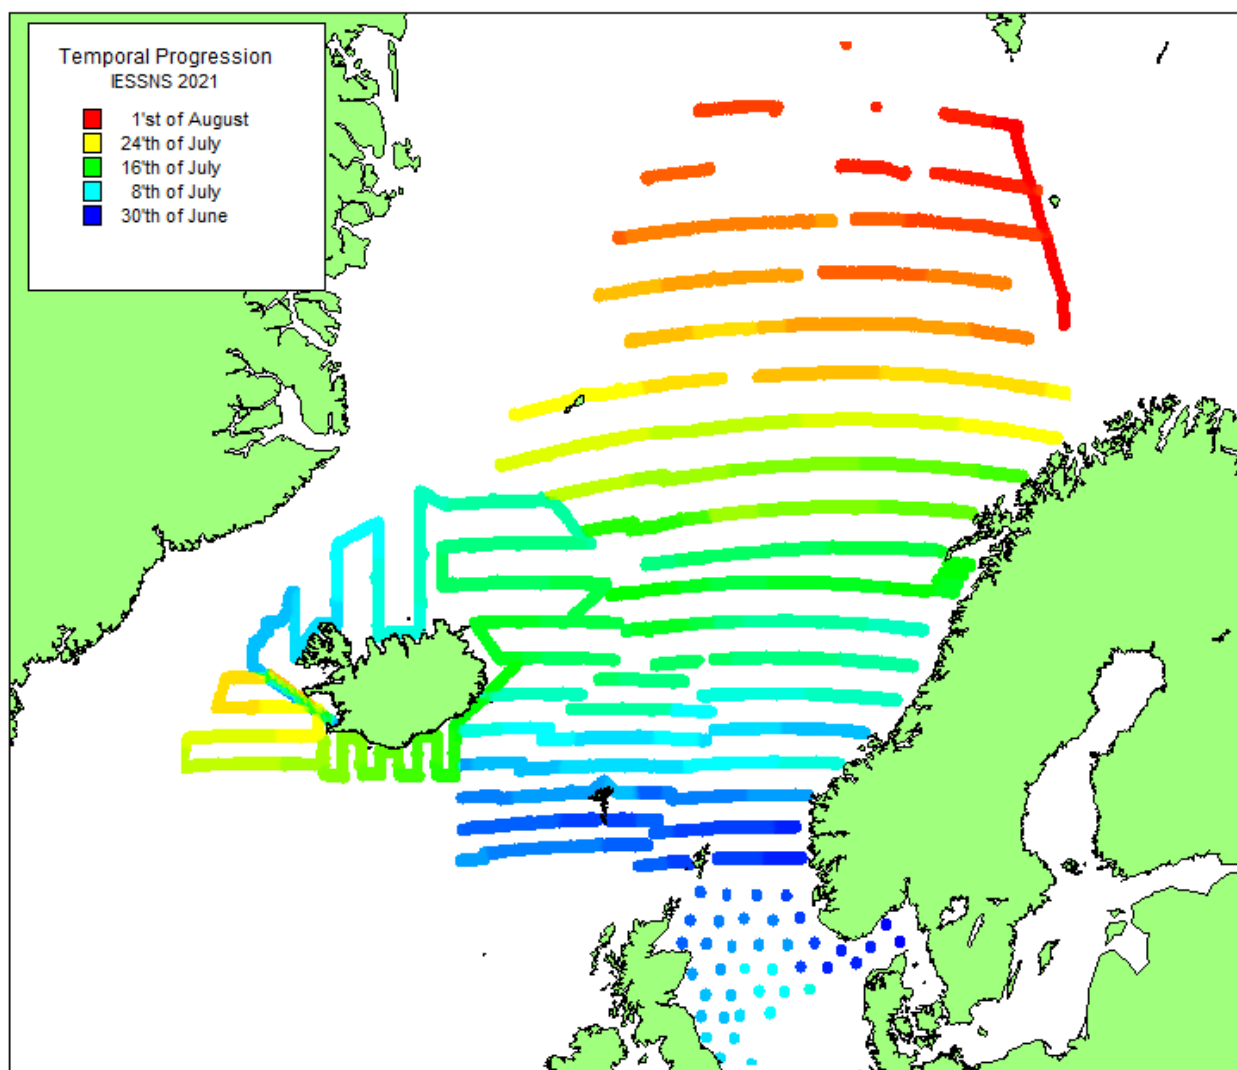 Temporal Progression
IESSNS 2021
1'st of August
24'th of July
16'th of July
8'th of July
30'th of June